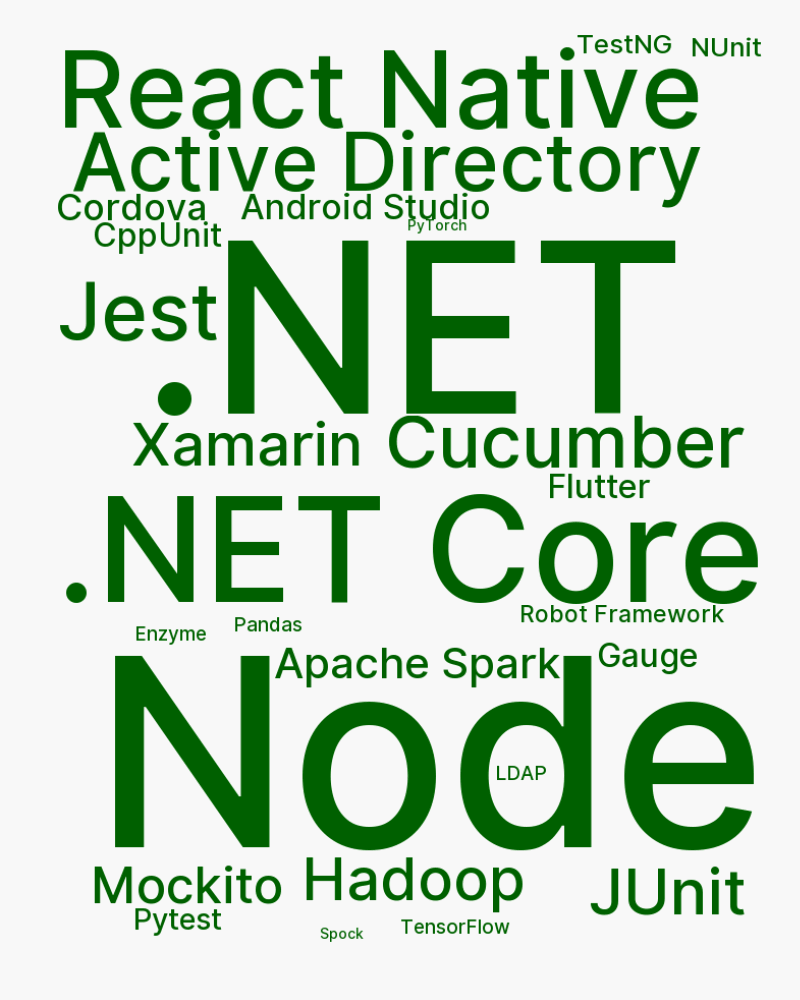 TestNG
NUnit
React Native
Active Directory
Cordova
Android Studio
CppUnit
PyTorch
.NET
Jest
Xamarin
Cucumber
Flutter
.NET Core
Robot Framework
Enzyme
Pandas
Apache Spark
Gauge
Node
LDAP
Mockito
Hadoop
JUnit
Pytest
Spock
TensorFlow